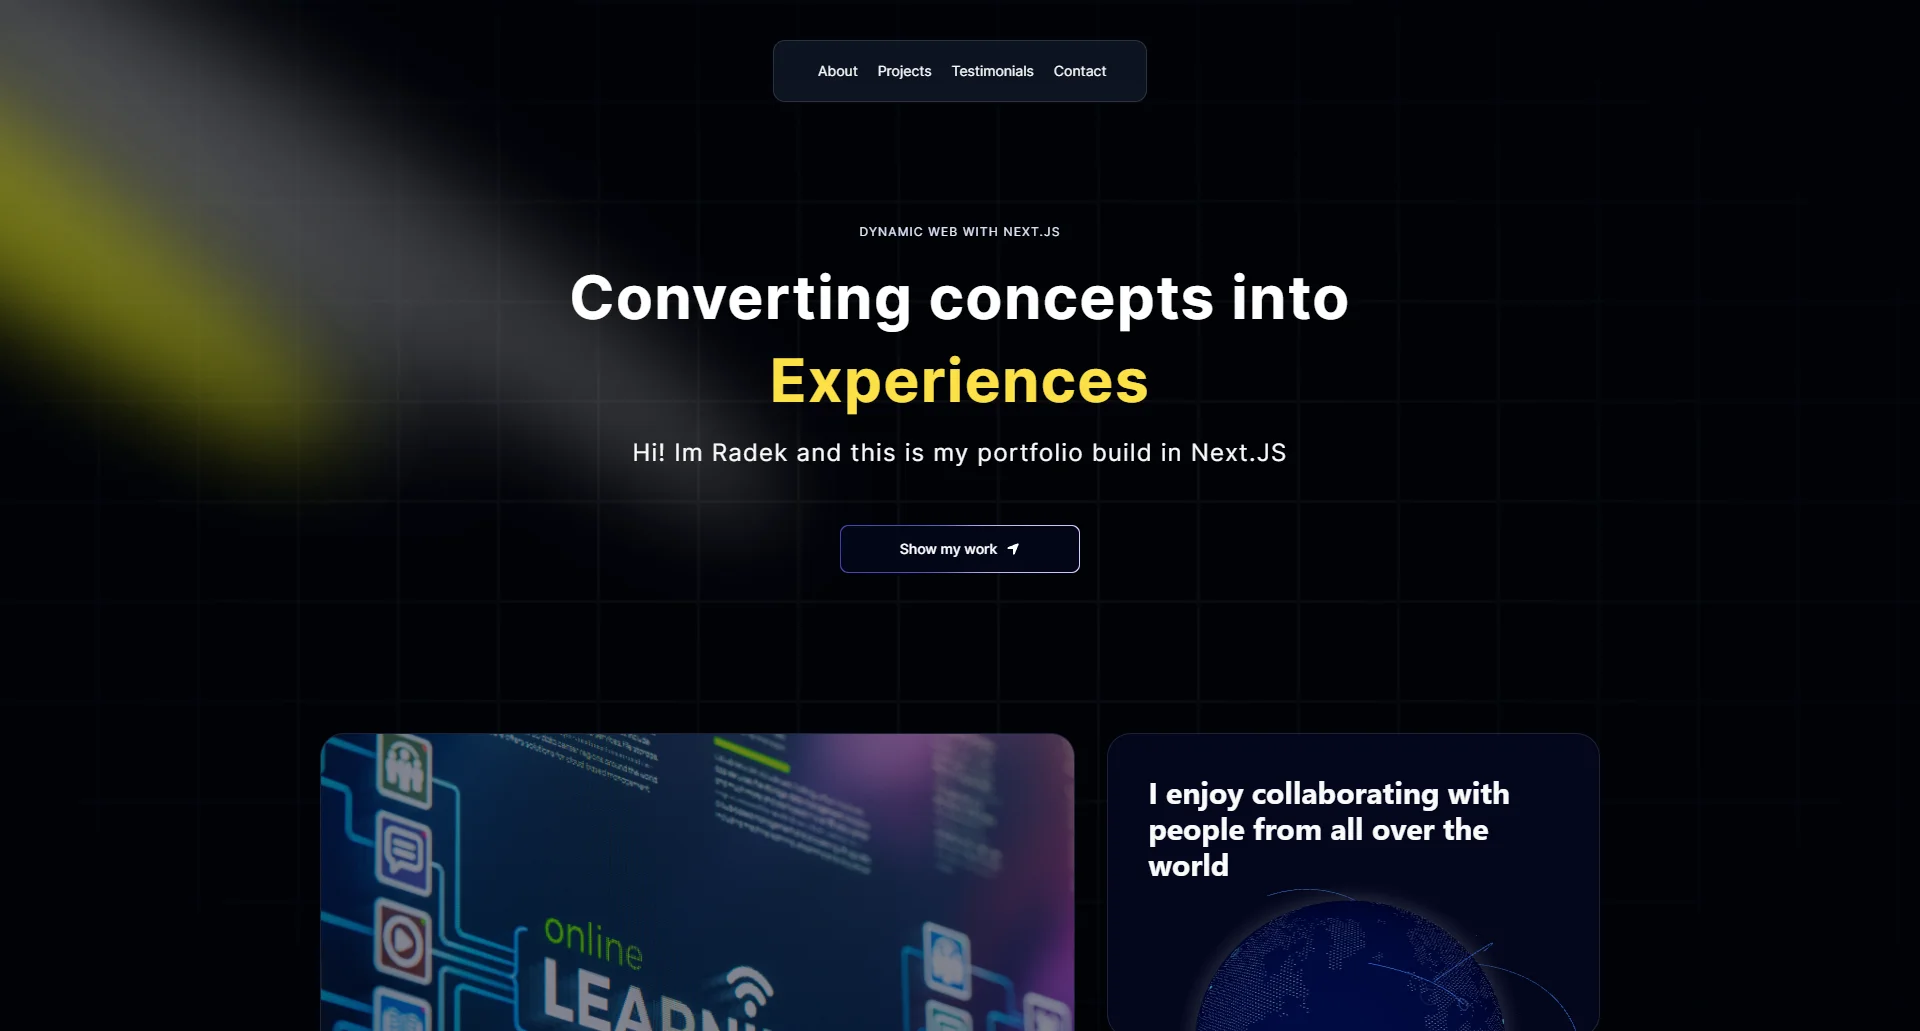 About Projects Testimonials Contact
DYNAMIC WEB WITH NEXT.JS
Converting concepts into
Experiences
Hi! Im Radek and this is my portfolio build in Next.JS
Show my work
I enjoy collaborating with
people from all over the
world
online